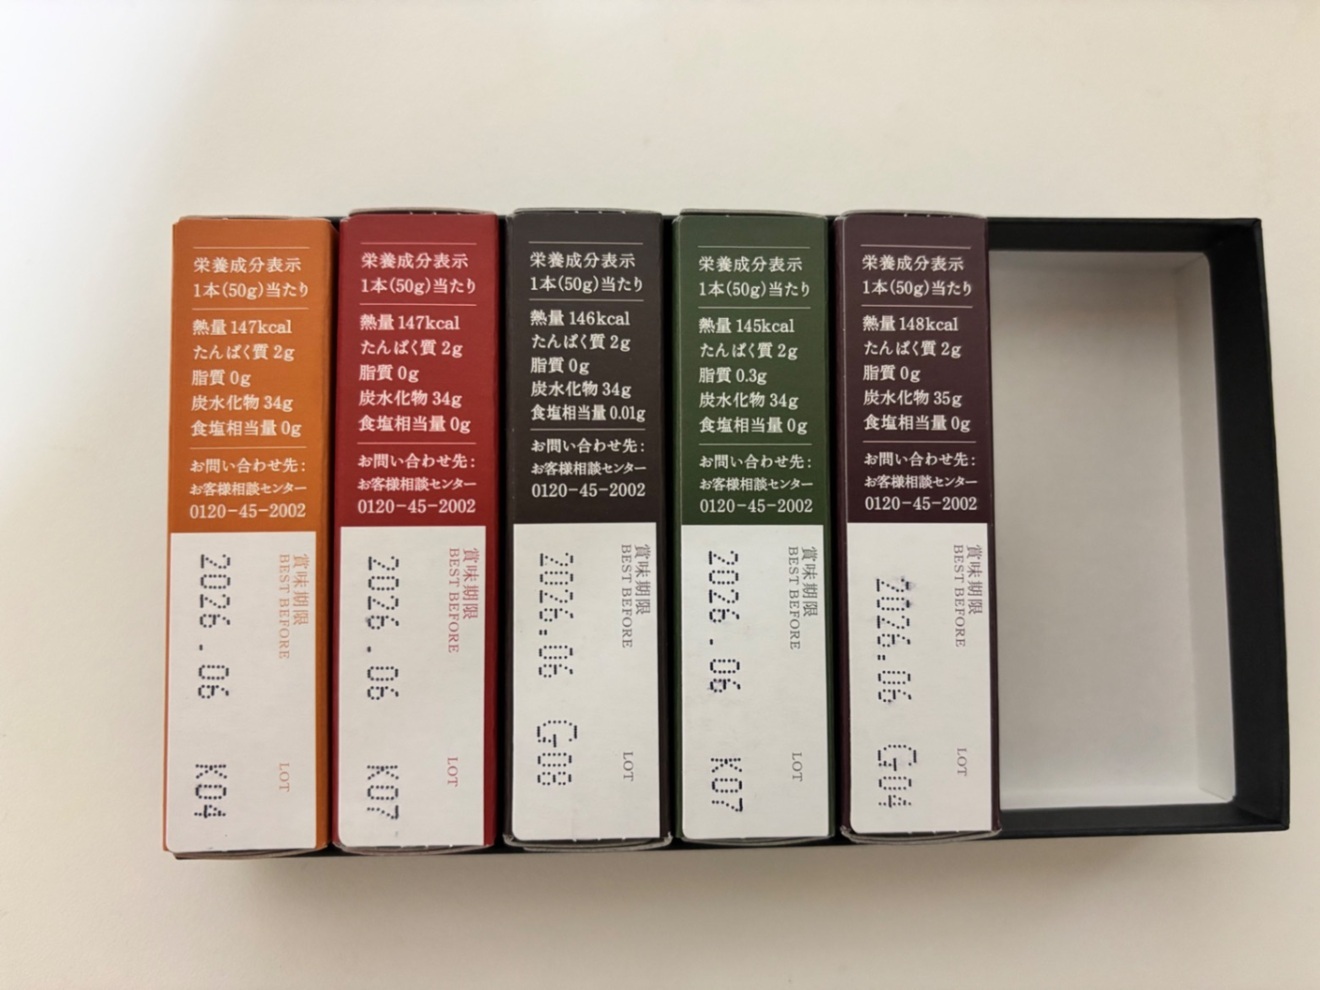 栄養成分表示
1本(50g)当たり
熱量 147kcal
たんぱく質 2g
脂質 0g
炭水化物 34g
食塩相当量 0g
お問い合わせ先:
お客様相談センター
0120-45-2002
賞味期限
BEST BEFORE
2026.06
LOT
K04
栄養成分表示
1本(50g)当たり
熱量 147kcal
たんぱく質 2g
脂質 0g
炭水化物 34g
食塩相当量 0g
お問い合わせ先:
お客様相談センター
0120-45-2002
賞味期限
BEST BEFORE
2026.06
LOT
K07
栄養成分表示
1本(50g)当たり
熱量 146kcal
たんぱく質 2g
脂質 0g
炭水化物 34g
食塩相当量 0.01g
お問い合わせ先:
お客様相談センター
0120-45-2002
賞味期限
BEST BEFORE
2026.06
LOT
G08
栄養成分表示
1本(50g)当たり
熱量 145kcal
たんぱく質 2g
脂質 0.3g
炭水化物 34g
食塩相当量 0g
お問い合わせ先:
お客様相談センター
0120-45-2002
賞味期限
BEST BEFORE
2026.06
LOT
K07
栄養成分表示
1本(50g)当たり
熱量 148kcal
たんぱく質 2g
脂質 0g
炭水化物 35g
食塩相当量 0g
お問い合わせ先:
お客様相談センター
0120-45-2002
賞味期限
BEST BEFORE
2026.06
LOT
G04